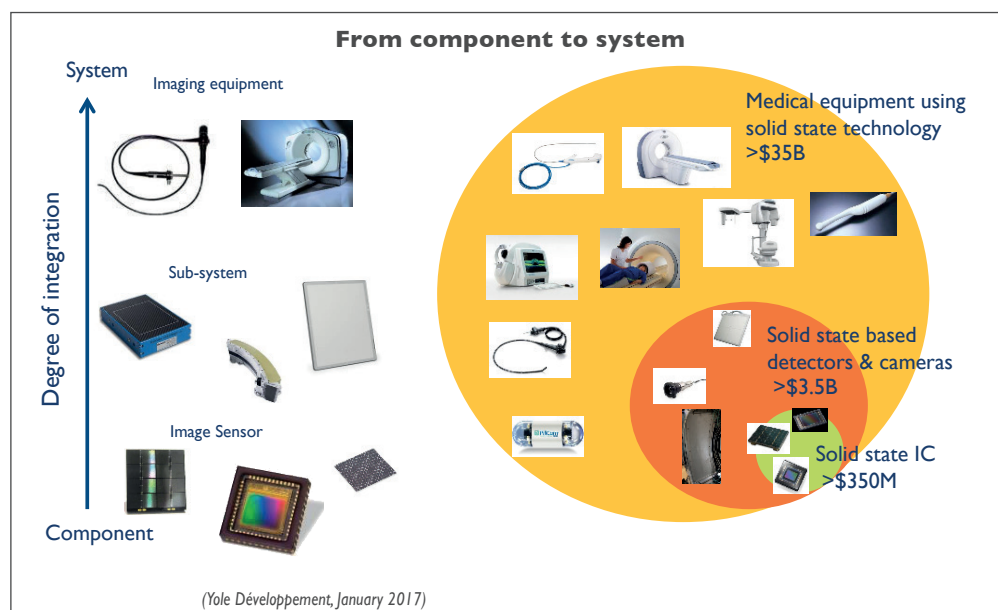 From component to system
System
Imaging equipment
Degree of integration
Sub-system
Image Sensor
Component
Medical equipment using
solid state technology
>$35B
Solid state based
detectors & cameras
>$3.5B
Solid state IC
>$350M
(Yole Développement, January 2017)